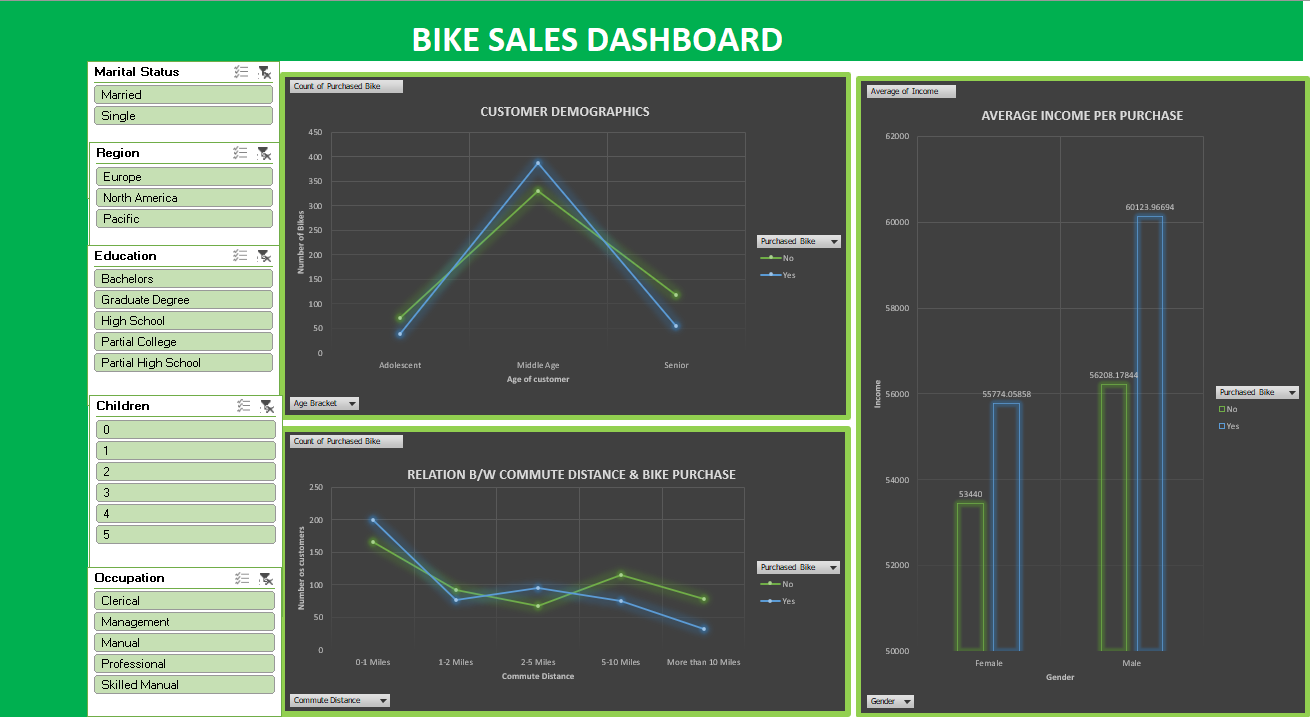 BIKE SALES DASHBOARD
Marital Status
Married
Single
Region
Europe
North America
Pacific
Education
Bachelors
Graduate Degree
High School
Partial College
Partial High School
Children
0
1
2
3
4
5
Occupation
Clerical
Management
Manual
Professional
Skilled Manual
Count of Purchased Bike
CUSTOMER DEMOGRAPHICS
450
400
350
300
250
200
150
100
50
0
Number of Bikes
Adolescent Middle Age Senior
Age of customer
Purchased Bike
No
Yes
Age Bracket
Count of Purchased Bike
RELATION B/W COMMUTE DISTANCE & BIKE PURCHASE
250
200
150
100
50
0
Number os customers
0-1 Miles 1-2 Miles 2-5 Miles 5-10 Miles More than 10 Miles
Commute Distance
Purchased Bike
No
Yes
Commute Distance
Average of Income
AVERAGE INCOME PER PURCHASE
62000
60000
58000
56000
54000
52000
50000
Income
53440
55774.05858
56208.17844
60123.96694
Female Male
Gender
Purchased Bike
No
Yes
Gender